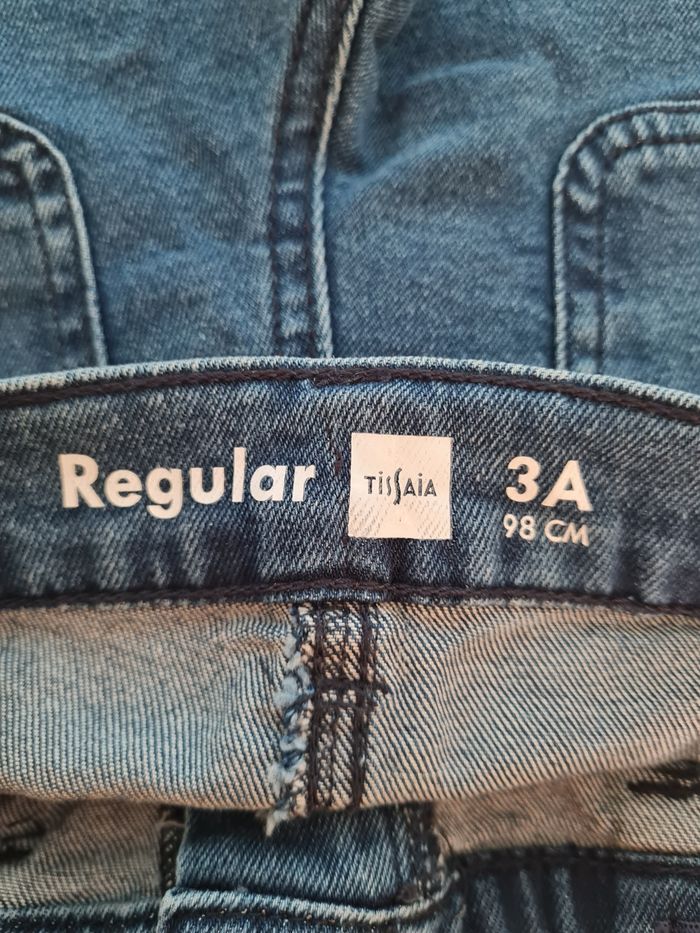 Regular
TISSAIA
3A
98 CM